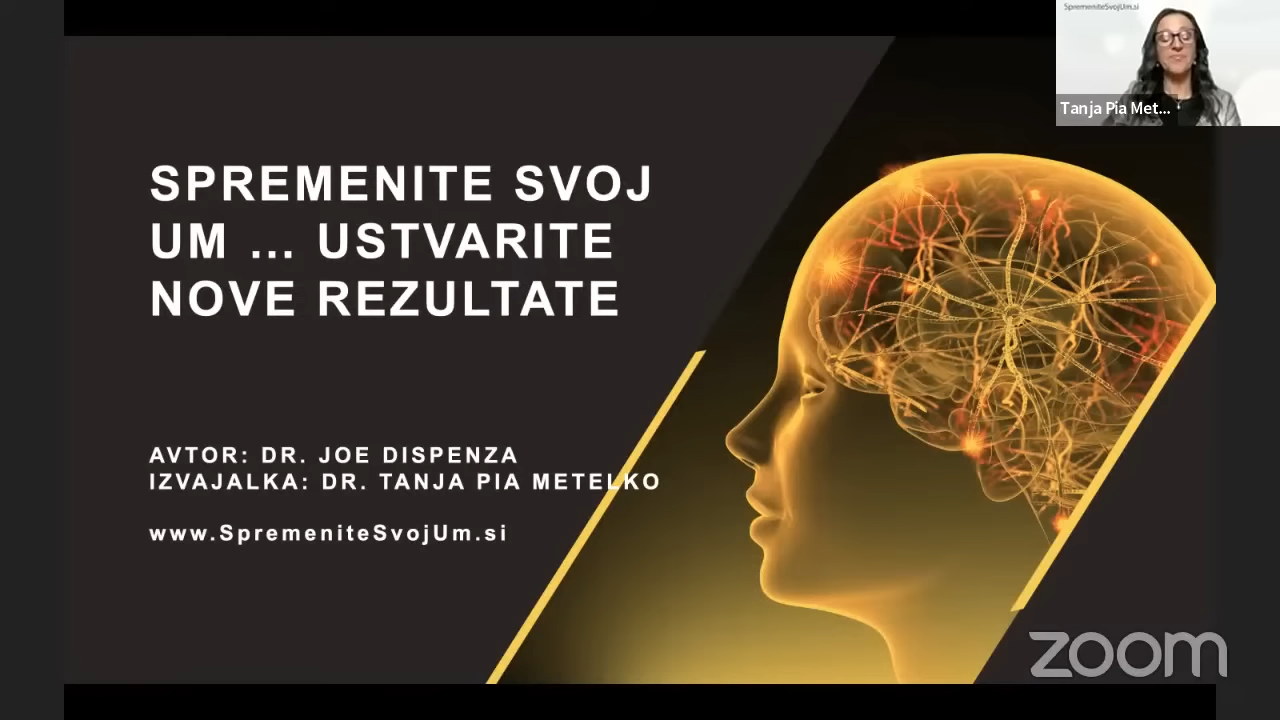 SpremeniteSvojUm.si
Tanja Pia Met...
SPREMENITE SVOJ
UM ... USTVARITE
NOVE REZULTATE
AVTOR: DR. JOE DISPENZA
IZVAJALKA: DR. TANJA PIA METELKO
www.SpremeniteSvojUm.si
zoom